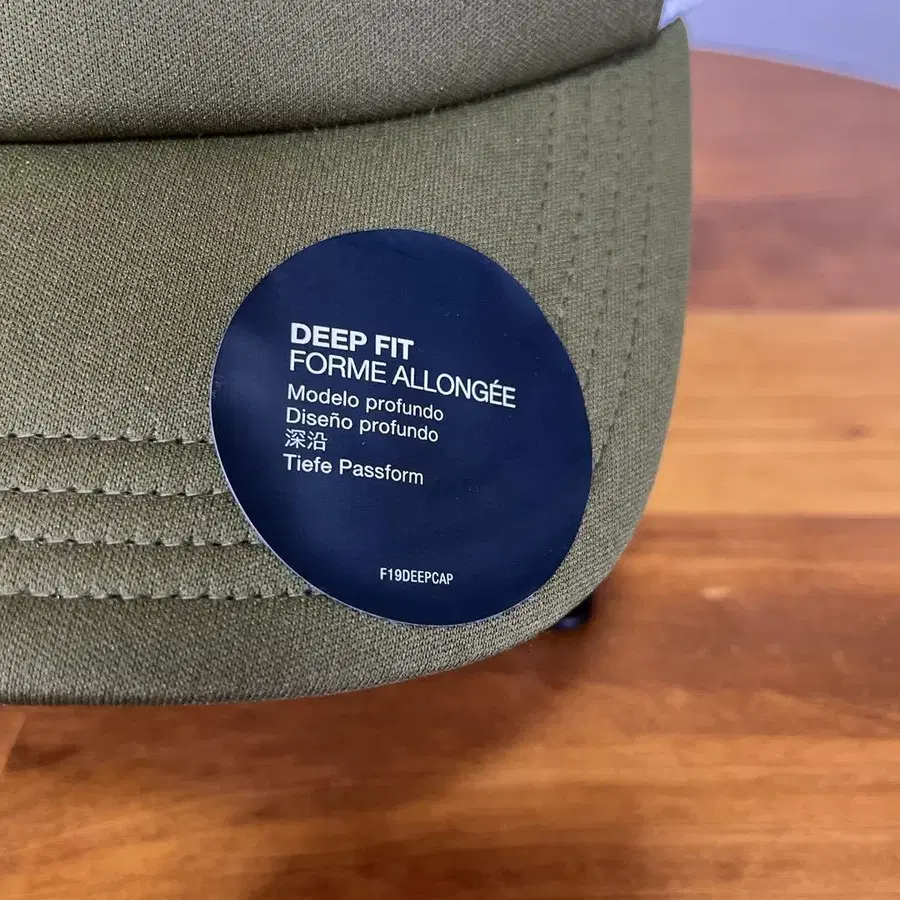 DEEP FIT
FORME ALLONGÉE
Modelo profundo
Diseño profundo
深沿
Tiefe Passform
F19DEEPCAP